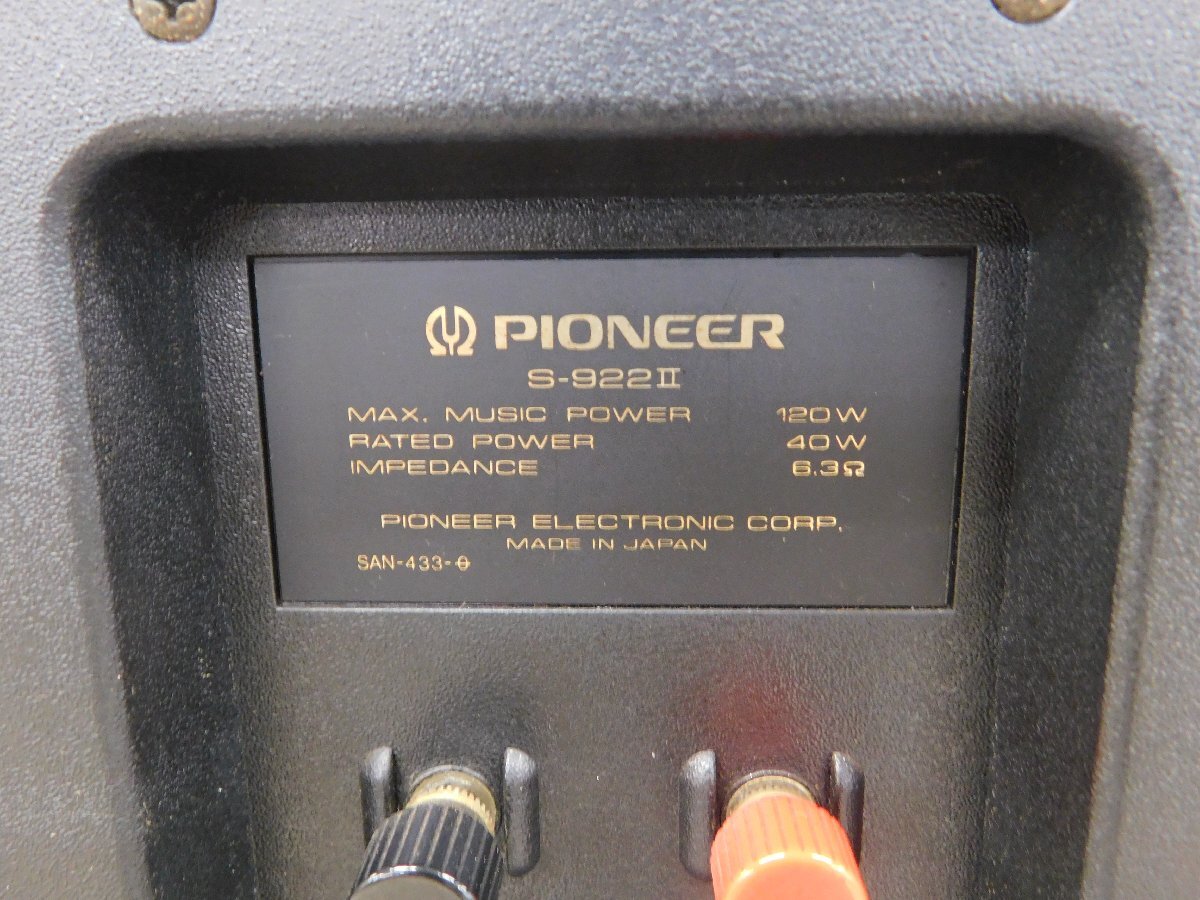 PIONEER
S-922II
MAX. MUSIC POWER 120W
RATED POWER 40W
IMPEDANCE 6.3Ω
PIONEER ELECTRONIC CORP.
MADE IN JAPAN
SAN-433-0